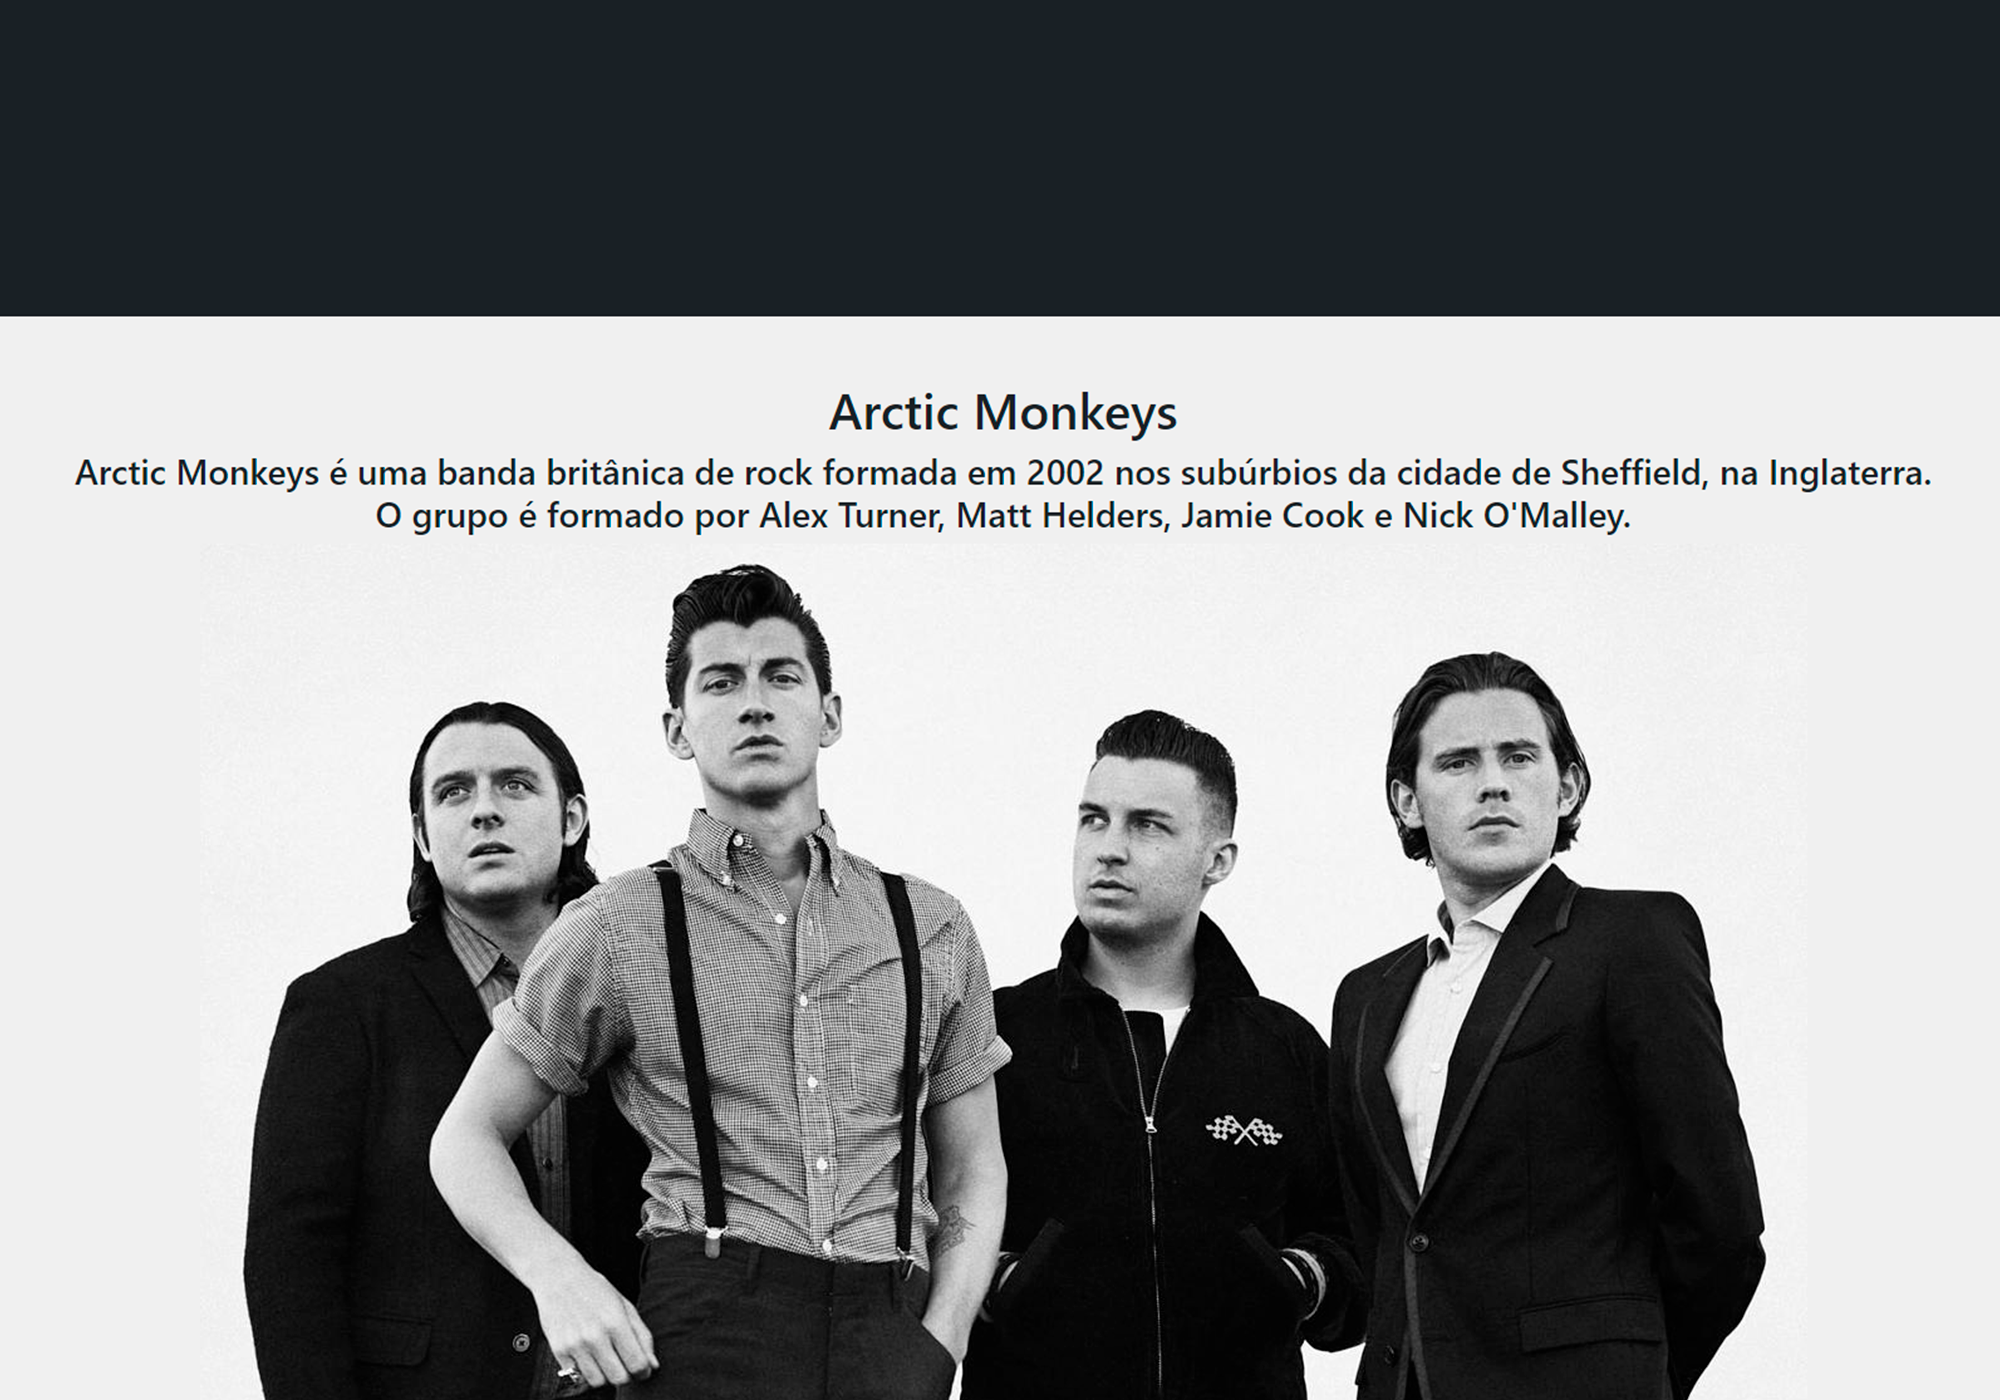 Arctic Monkeys
Arctic Monkeys é uma banda britânica de rock formada em 2002 nos subúrbios da cidade de Sheffield, na Inglaterra.
O grupo é formado por Alex Turner, Matt Helders, Jamie Cook e Nick O'Malley.